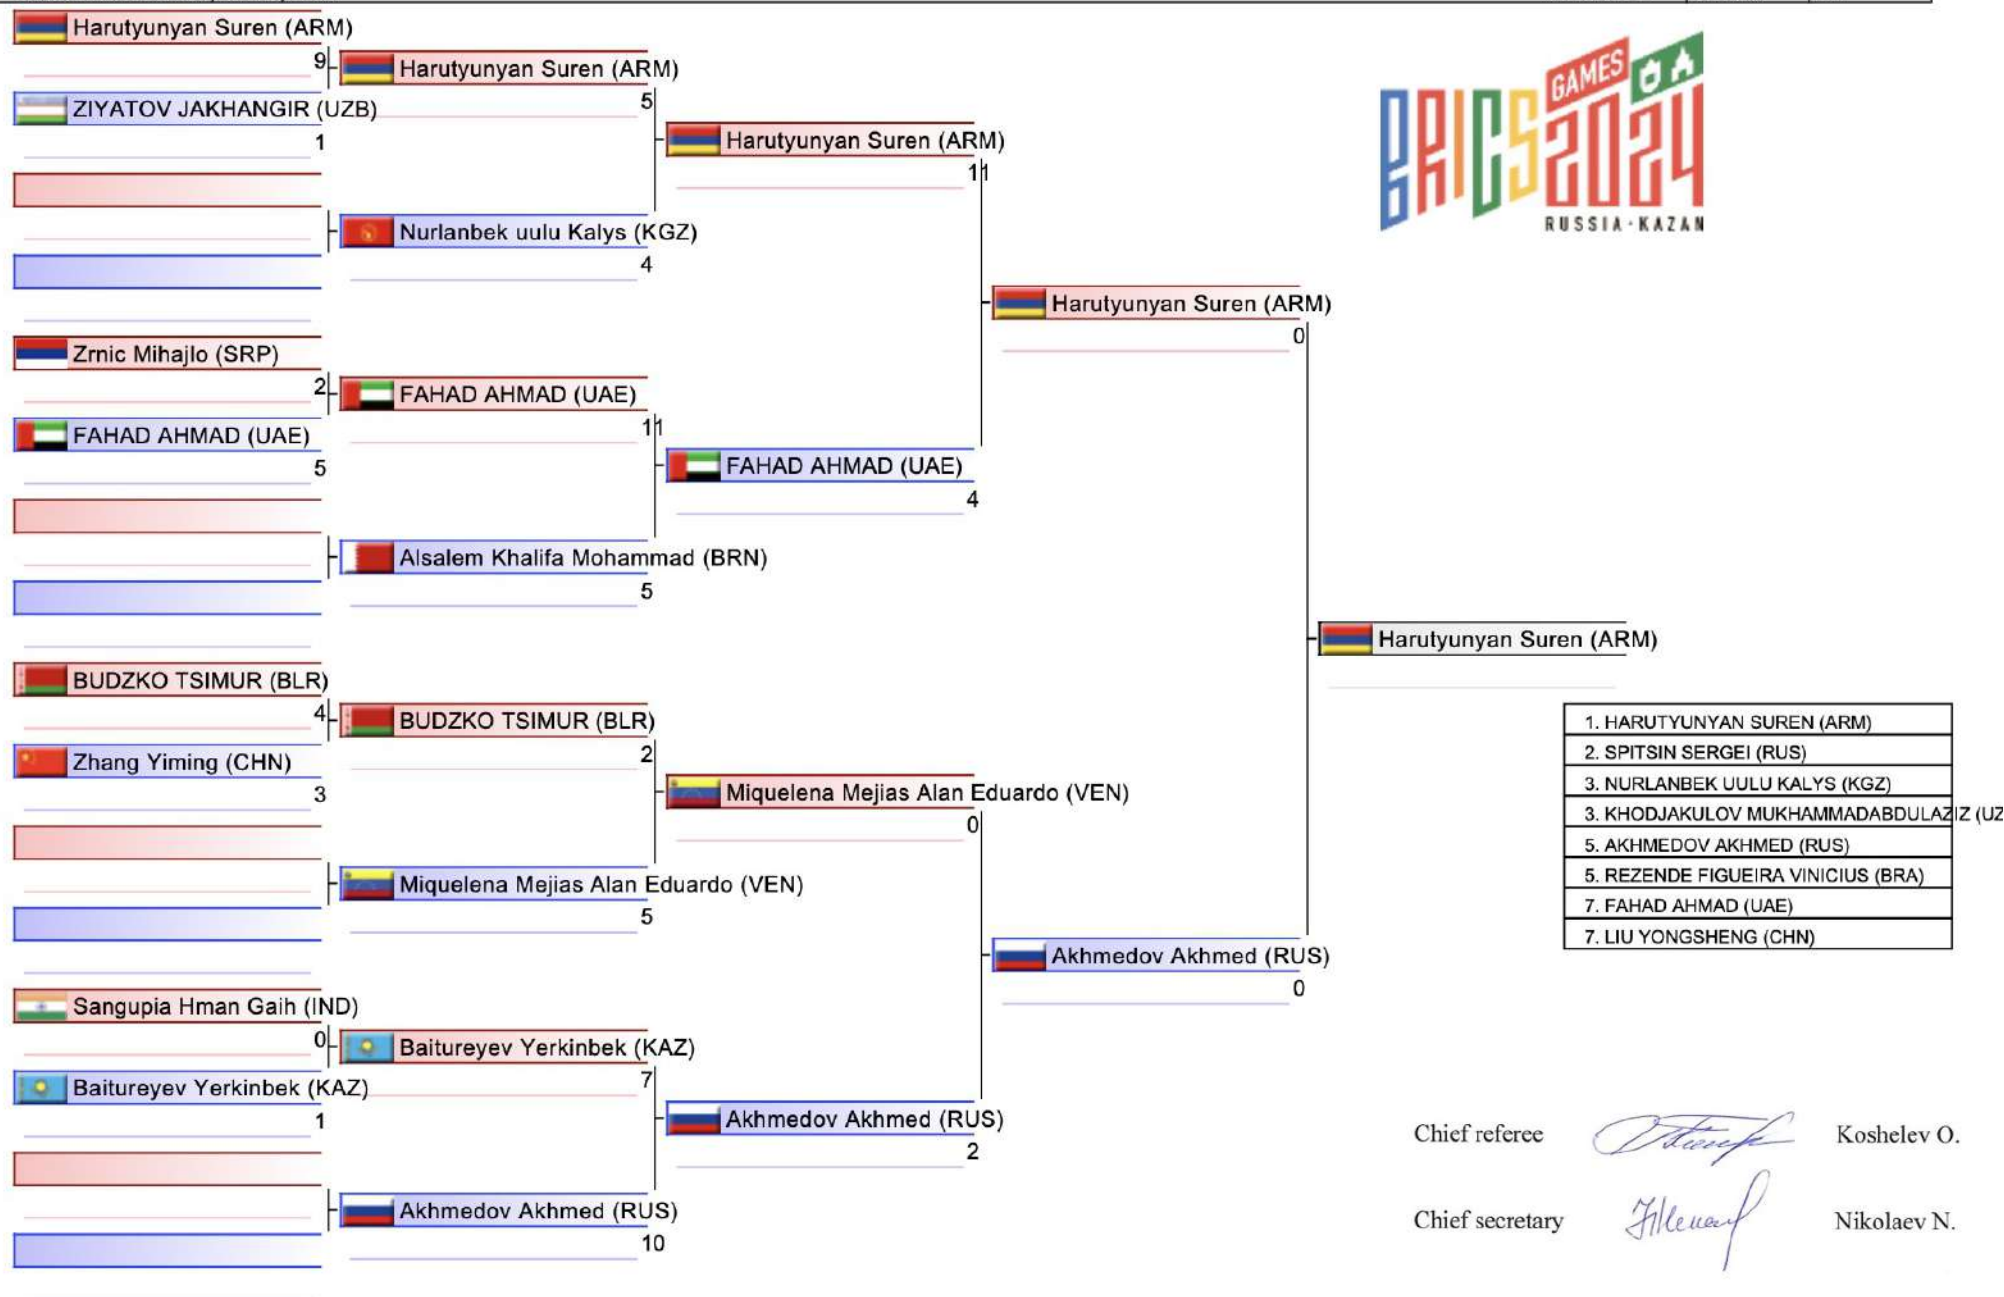 Harutyunyan Suren (ARM)
9
ZIYATOV JAKHANGIR (UZB)
1
Zrnic Mihajlo (SRP)
2
FAHAD AHMAD (UAE)
5
BUDZKO TSIMUR (BLR)
4
Zhang Yiming (CHN)
3
Sangupia Hman Gaih (IND)
0
Baitureyev Yerkinbek (KAZ)
1
Harutyunyan Suren (ARM)
5
Nurlanbek uulu Kalys (KGZ)
4
FAHAD AHMAD (UAE)
11
Alsalem Khalifa Mohammad (BRN)
5
BUDZKO TSIMUR (BLR)
2
Miquelena Mejias Alan Eduardo (VEN)
5
Baitureyev Yerkinbek (KAZ)
7
Akhmedov Akhmed (RUS)
10
Harutyunyan Suren (ARM)
11
FAHAD AHMAD (UAE)
4
Miquelena Mejias Alan Eduardo (VEN)
0
Akhmedov Akhmed (RUS)
2
Harutyunyan Suren (ARM)
0
Akhmedov Akhmed (RUS)
0
Harutyunyan Suren (ARM)
BRICS GAMES 2024
RUSSIA · KAZAN
1. HARUTYUNYAN SUREN (ARM)
2. SPITSIN SERGEI (RUS)
3. NURLANBEK UULU KALYS (KGZ)
3. KHODJAKULOV MUKHAMMADABDULAZIZ (UZ
5. AKHMEDOV AKHMED (RUS)
5. REZENDE FIGUEIRA VINICIUS (BRA)
7. FAHAD AHMAD (UAE)
7. LIU YONGSHENG (CHN)
Chief referee Koshelev O.
Chief secretary Nikolaev N.